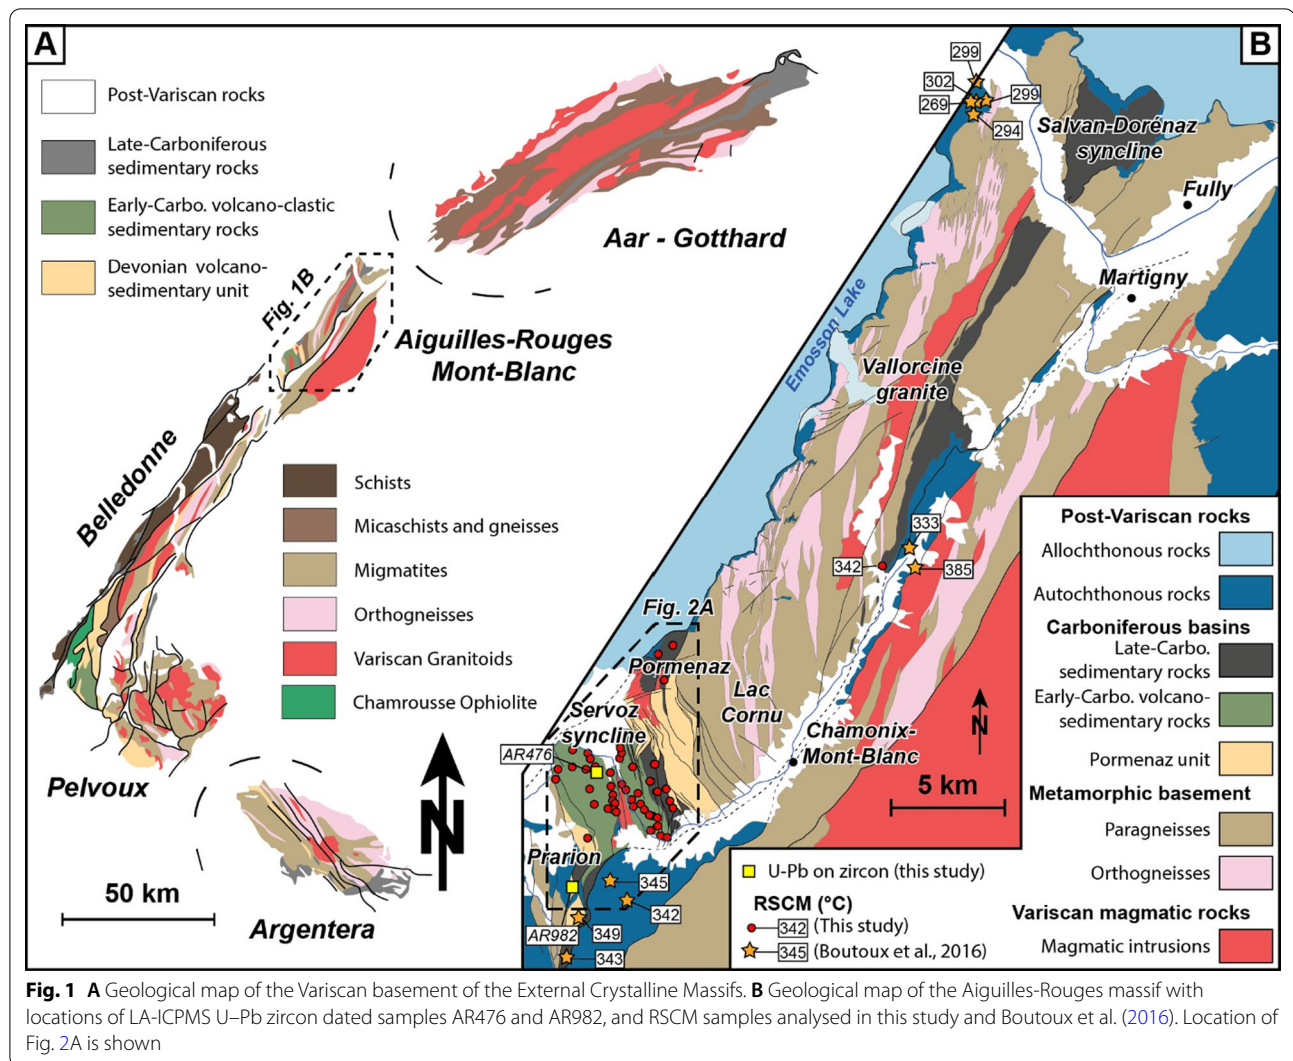 A
Post-Variscan rocks
Late-Carboniferous
sedimentary rocks
Early-Carbo. volcano-clastic
sedimentary rocks
Devonian volcano-
sedimentary unit
Fig. 1B
Aar - Gotthard
Aiguilles-Rouges
Mont-Blanc
Belledonne
Schists
Micaschists and gneisses
Migmatites
Orthogneisses
Variscan Granitoids
Chamrousse Ophiolite
Pelvoux
N
50 km
Argentera
B
299
302
299
269
294
Salvan-Dorénaz
syncline
Fully
Martigny
Emosson Lake
Vallorcine
granite
333
342
385
Fig. 2A
Pormenaz
Lac
Cornu
Servoz
syncline
AR476
Chamonix-
Mont-Blanc
N
5 km
Prarion
345
342
AR982
349
343
U-Pb on zircon (this study)
RSCM (°C)
342 (This study)
345 (Boutoux et al., 2016)
Post-Variscan rocks
Allochthonous rocks
Autochthonous rocks
Carboniferous basins
Late-Carbo.
sedimentary rocks
Early-Carbo. volcano-
sedimentary rocks
Pormenaz unit
Metamorphic basement
Paragneisses
Orthogneisses
Variscan magmatic rocks
Magmatic intrusions
Fig. 1 A Geological map of the Variscan basement of the External Crystalline Massifs. B Geological map of the Aiguilles-Rouges massif with
locations of LA-ICPMS U–Pb zircon dated samples AR476 and AR982, and RSCM samples analysed in this study and Boutoux et al. (2016). Location of
Fig. 2A is shown